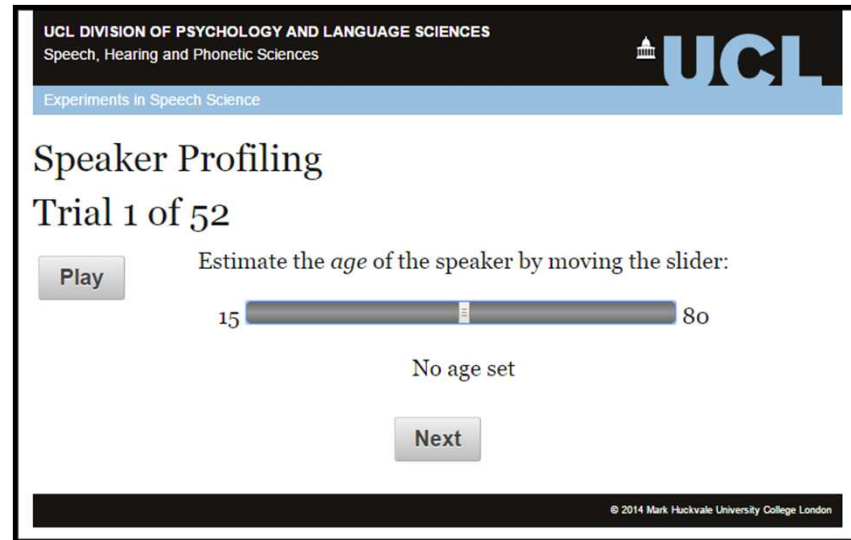 UCL DIVISION OF PSYCHOLOGY AND LANGUAGE SCIENCES
Speech, Hearing and Phonetic Sciences
UCL
Experiments in Speech Science
Speaker Profiling
Trial 1 of 52
Play
Estimate the age of the speaker by moving the slider:
15 80
No age set
Next
© 2014 Mark Huckvale University College London